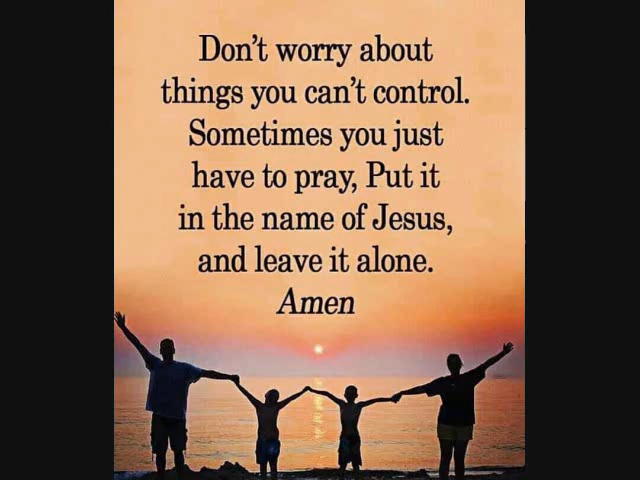 Don't worry about
things you can't control.
Sometimes you just
have to pray, Put it
in the name of Jesus,
and leave it alone.
Amen